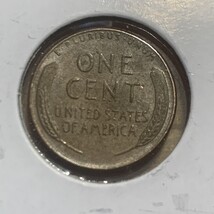 E·PLURIBUS·UNUM
ONE
CENT
UNITED STATES
OF AMERICA